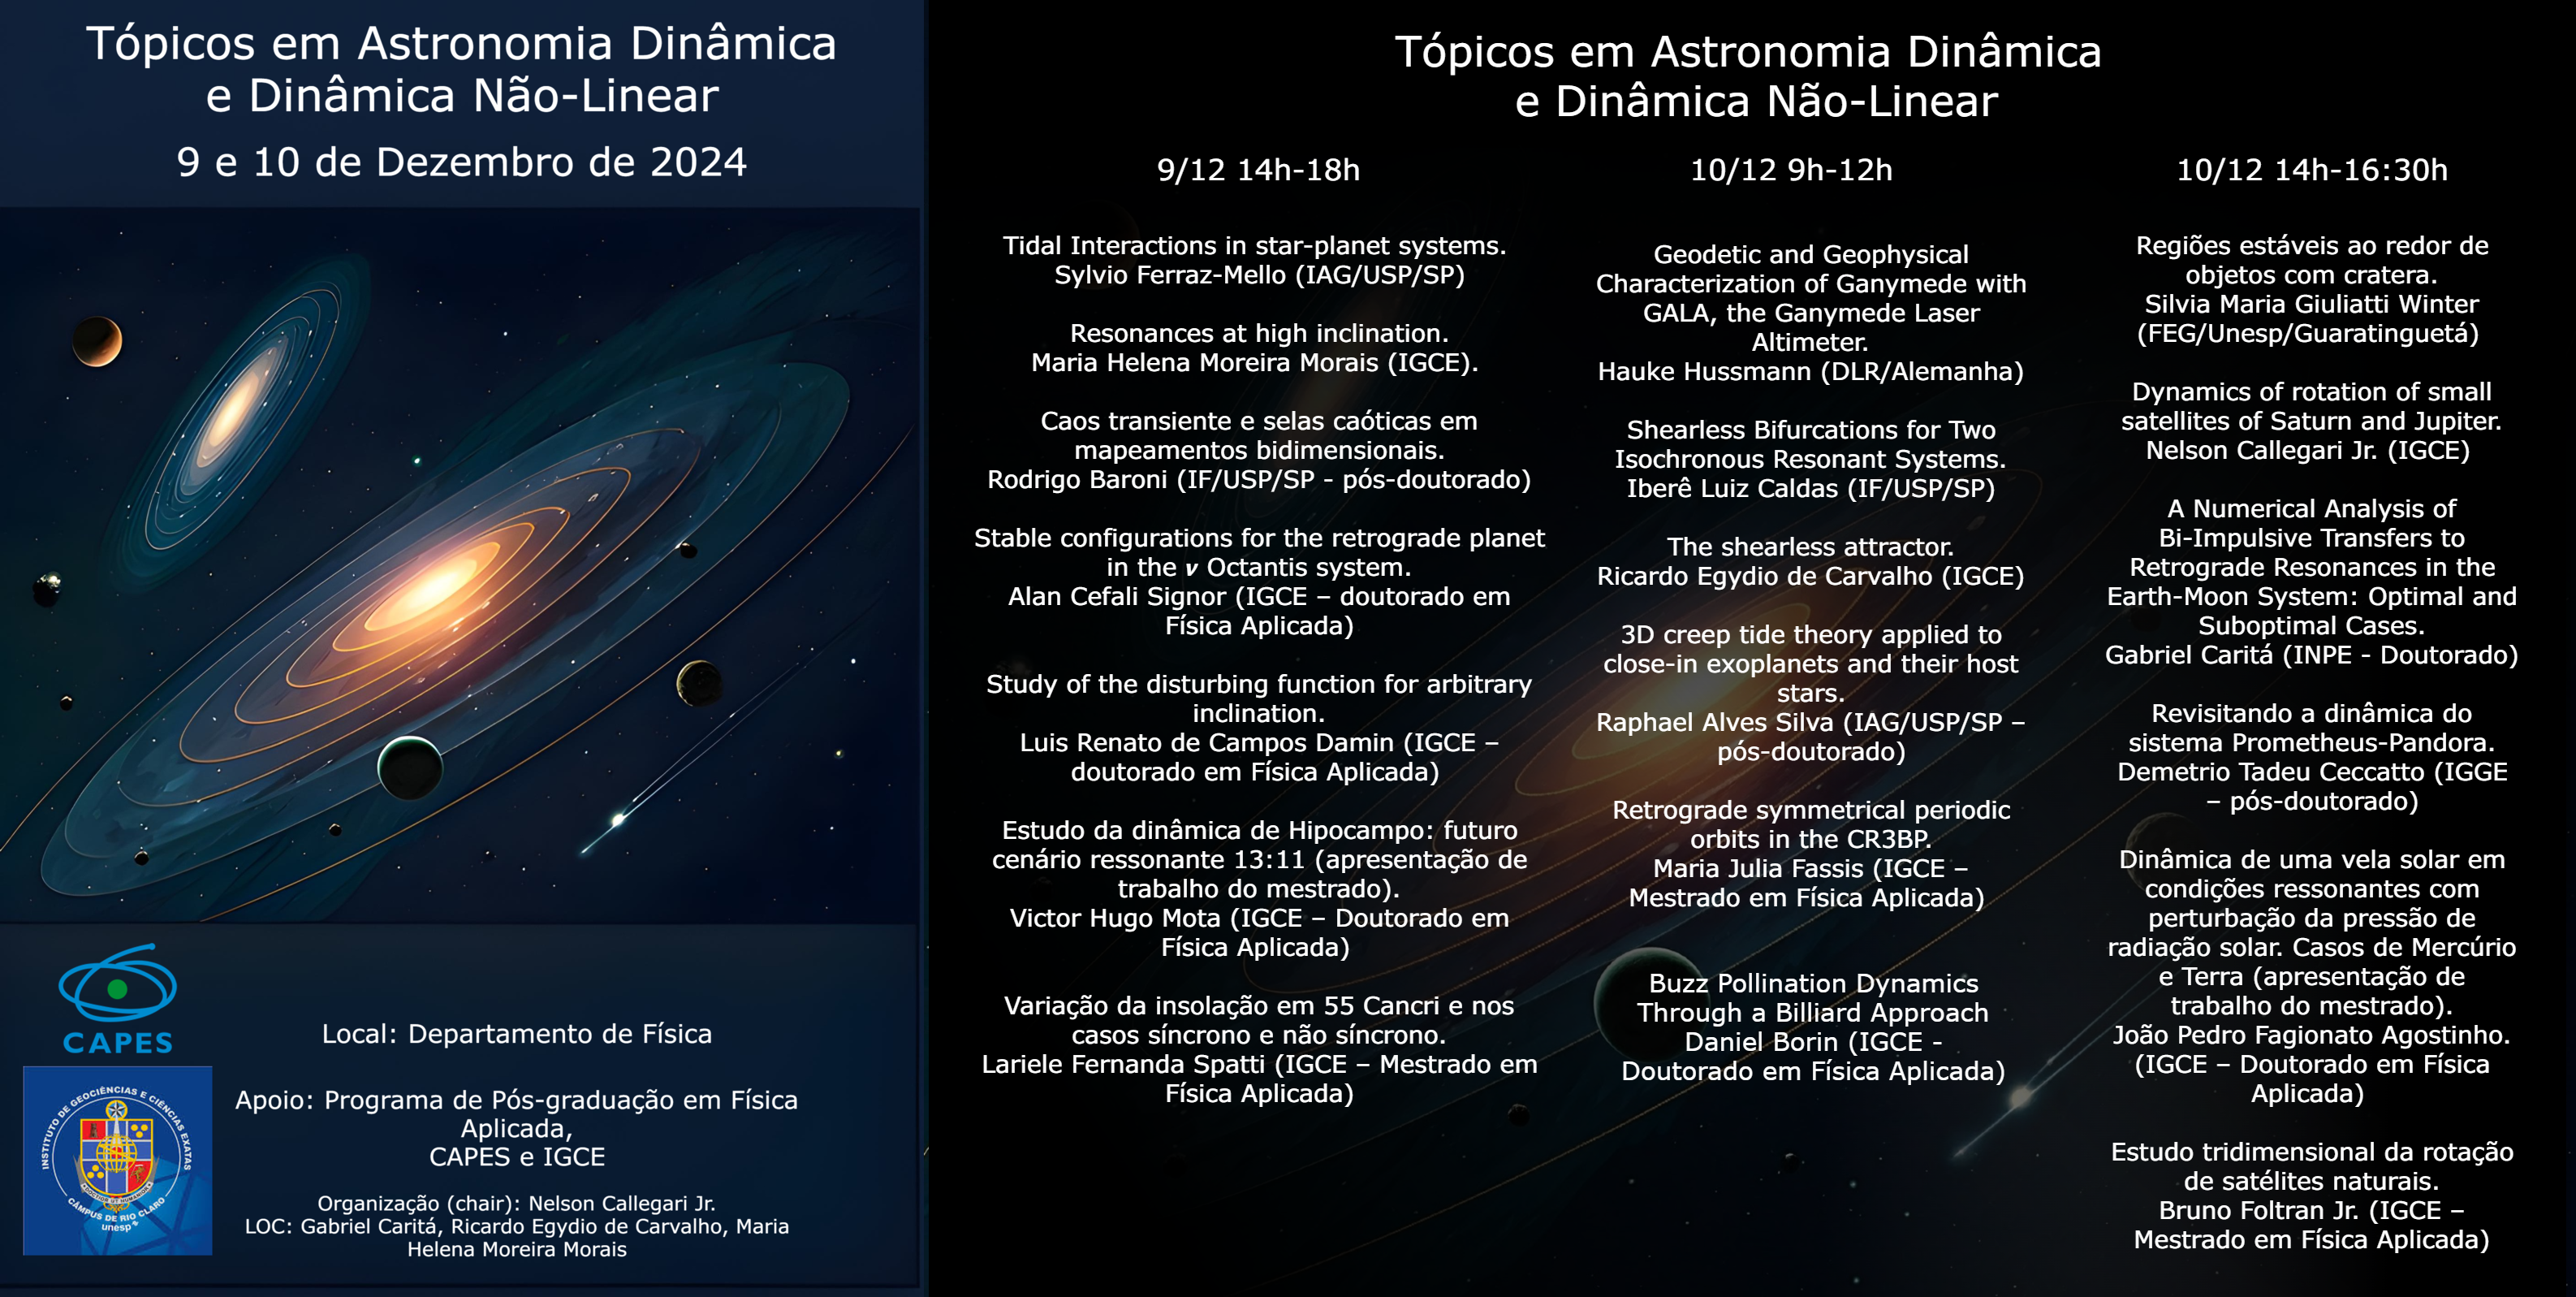 Tópicos em Astronomia Dinâmica
e Dinâmica Não-Linear
9 e 10 de Dezembro de 2024
CAPES
INSTITUTO DE GEOCIÊNCIAS E CIÊNCIAS EXATAS
CÂMPUS DE RIO CLARO
unesp
Local: Departamento de Física
Apoio: Programa de Pós-graduação em Física
Aplicada,
CAPES e IGCE
Organização (chair): Nelson Callegari Jr.
LOC: Gabriel Caritá, Ricardo Egydio de Carvalho, Maria
Helena Moreira Morais
Tópicos em Astronomia Dinâmica
e Dinâmica Não-Linear
9/12 14h-18h
Tidal Interactions in star-planet systems.
Sylvio Ferraz-Mello (IAG/USP/SP)
Resonances at high inclination.
Maria Helena Moreira Morais (IGCE).
Caos transiente e selas caóticas em
mapeamentos bidimensionais.
Rodrigo Baroni (IF/USP/SP - pós-doutorado)
Stable configurations for the retrograde planet
in the ν Octantis system.
Alan Cefali Signor (IGCE – doutorado em
Física Aplicada)
Study of the disturbing function for arbitrary
inclination.
Luis Renato de Campos Damin (IGCE –
doutorado em Física Aplicada)
Estudo da dinâmica de Hipocampo: futuro
cenário ressonante 13:11 (apresentação de
trabalho do mestrado).
Victor Hugo Mota (IGCE – Doutorado em
Física Aplicada)
Variação da insolação em 55 Cancri e nos
casos síncrono e não síncrono.
Lariele Fernanda Spatti (IGCE – Mestrado em
Física Aplicada)
10/12 9h-12h
Geodetic and Geophysical
Characterization of Ganymede with
GALA, the Ganymede Laser
Altimeter.
Hauke Hussmann (DLR/Alemanha)
Shearless Bifurcations for Two
Isochronous Resonant Systems.
Iberê Luiz Caldas (IF/USP/SP)
The shearless attractor.
Ricardo Egydio de Carvalho (IGCE)
3D creep tide theory applied to
close-in exoplanets and their host
stars.
Raphael Alves Silva (IAG/USP/SP –
pós-doutorado)
Retrograde symmetrical periodic
orbits in the CR3BP.
Maria Julia Fassis (IGCE –
Mestrado em Física Aplicada)
Buzz Pollination Dynamics
Through a Billiard Approach
Daniel Borin (IGCE -
Doutorado em Física Aplicada)
10/12 14h-16:30h
Regiões estáveis ao redor de
objetos com cratera.
Silvia Maria Giuliatti Winter
(FEG/Unesp/Guaratinguetá)
Dynamics of rotation of small
satellites of Saturn and Jupiter.
Nelson Callegari Jr. (IGCE)
A Numerical Analysis of
Bi-Impulsive Transfers to
Retrograde Resonances in the
Earth-Moon System: Optimal and
Suboptimal Cases.
Gabriel Caritá (INPE - Doutorado)
Revisitando a dinâmica do
sistema Prometheus-Pandora.
Demetrio Tadeu Ceccatto (IGGE
– pós-doutorado)
Dinâmica de uma vela solar em
condições ressonantes com
perturbação da pressão de
radiação solar. Casos de Mercúrio
e Terra (apresentação de
trabalho do mestrado).
João Pedro Fagionato Agostinho.
(IGCE – Doutorado em Física
Aplicada)
Estudo tridimensional da rotação
de satélites naturais.
Bruno Foltran Jr. (IGCE –
Mestrado em Física Aplicada)